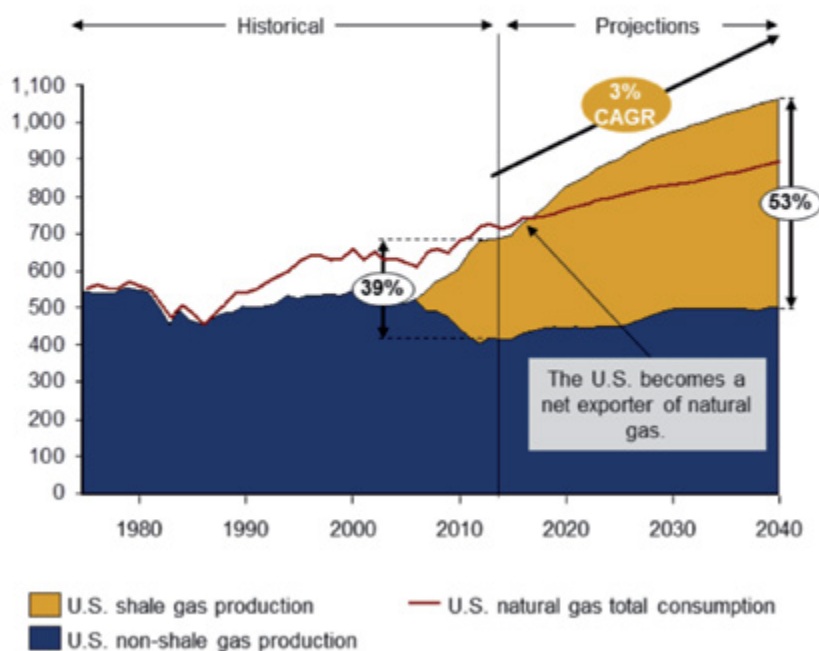 Historical
Projections
1,100
1,000
900
800
700
600
500
400
300
200
100
0
3%
CAGR
39%
53%
The U.S. becomes a
net exporter of natural
gas.
1980
1990
2000
2010
2020
2030
2040
U.S. shale gas production
U.S. natural gas total consumption
U.S. non-shale gas production